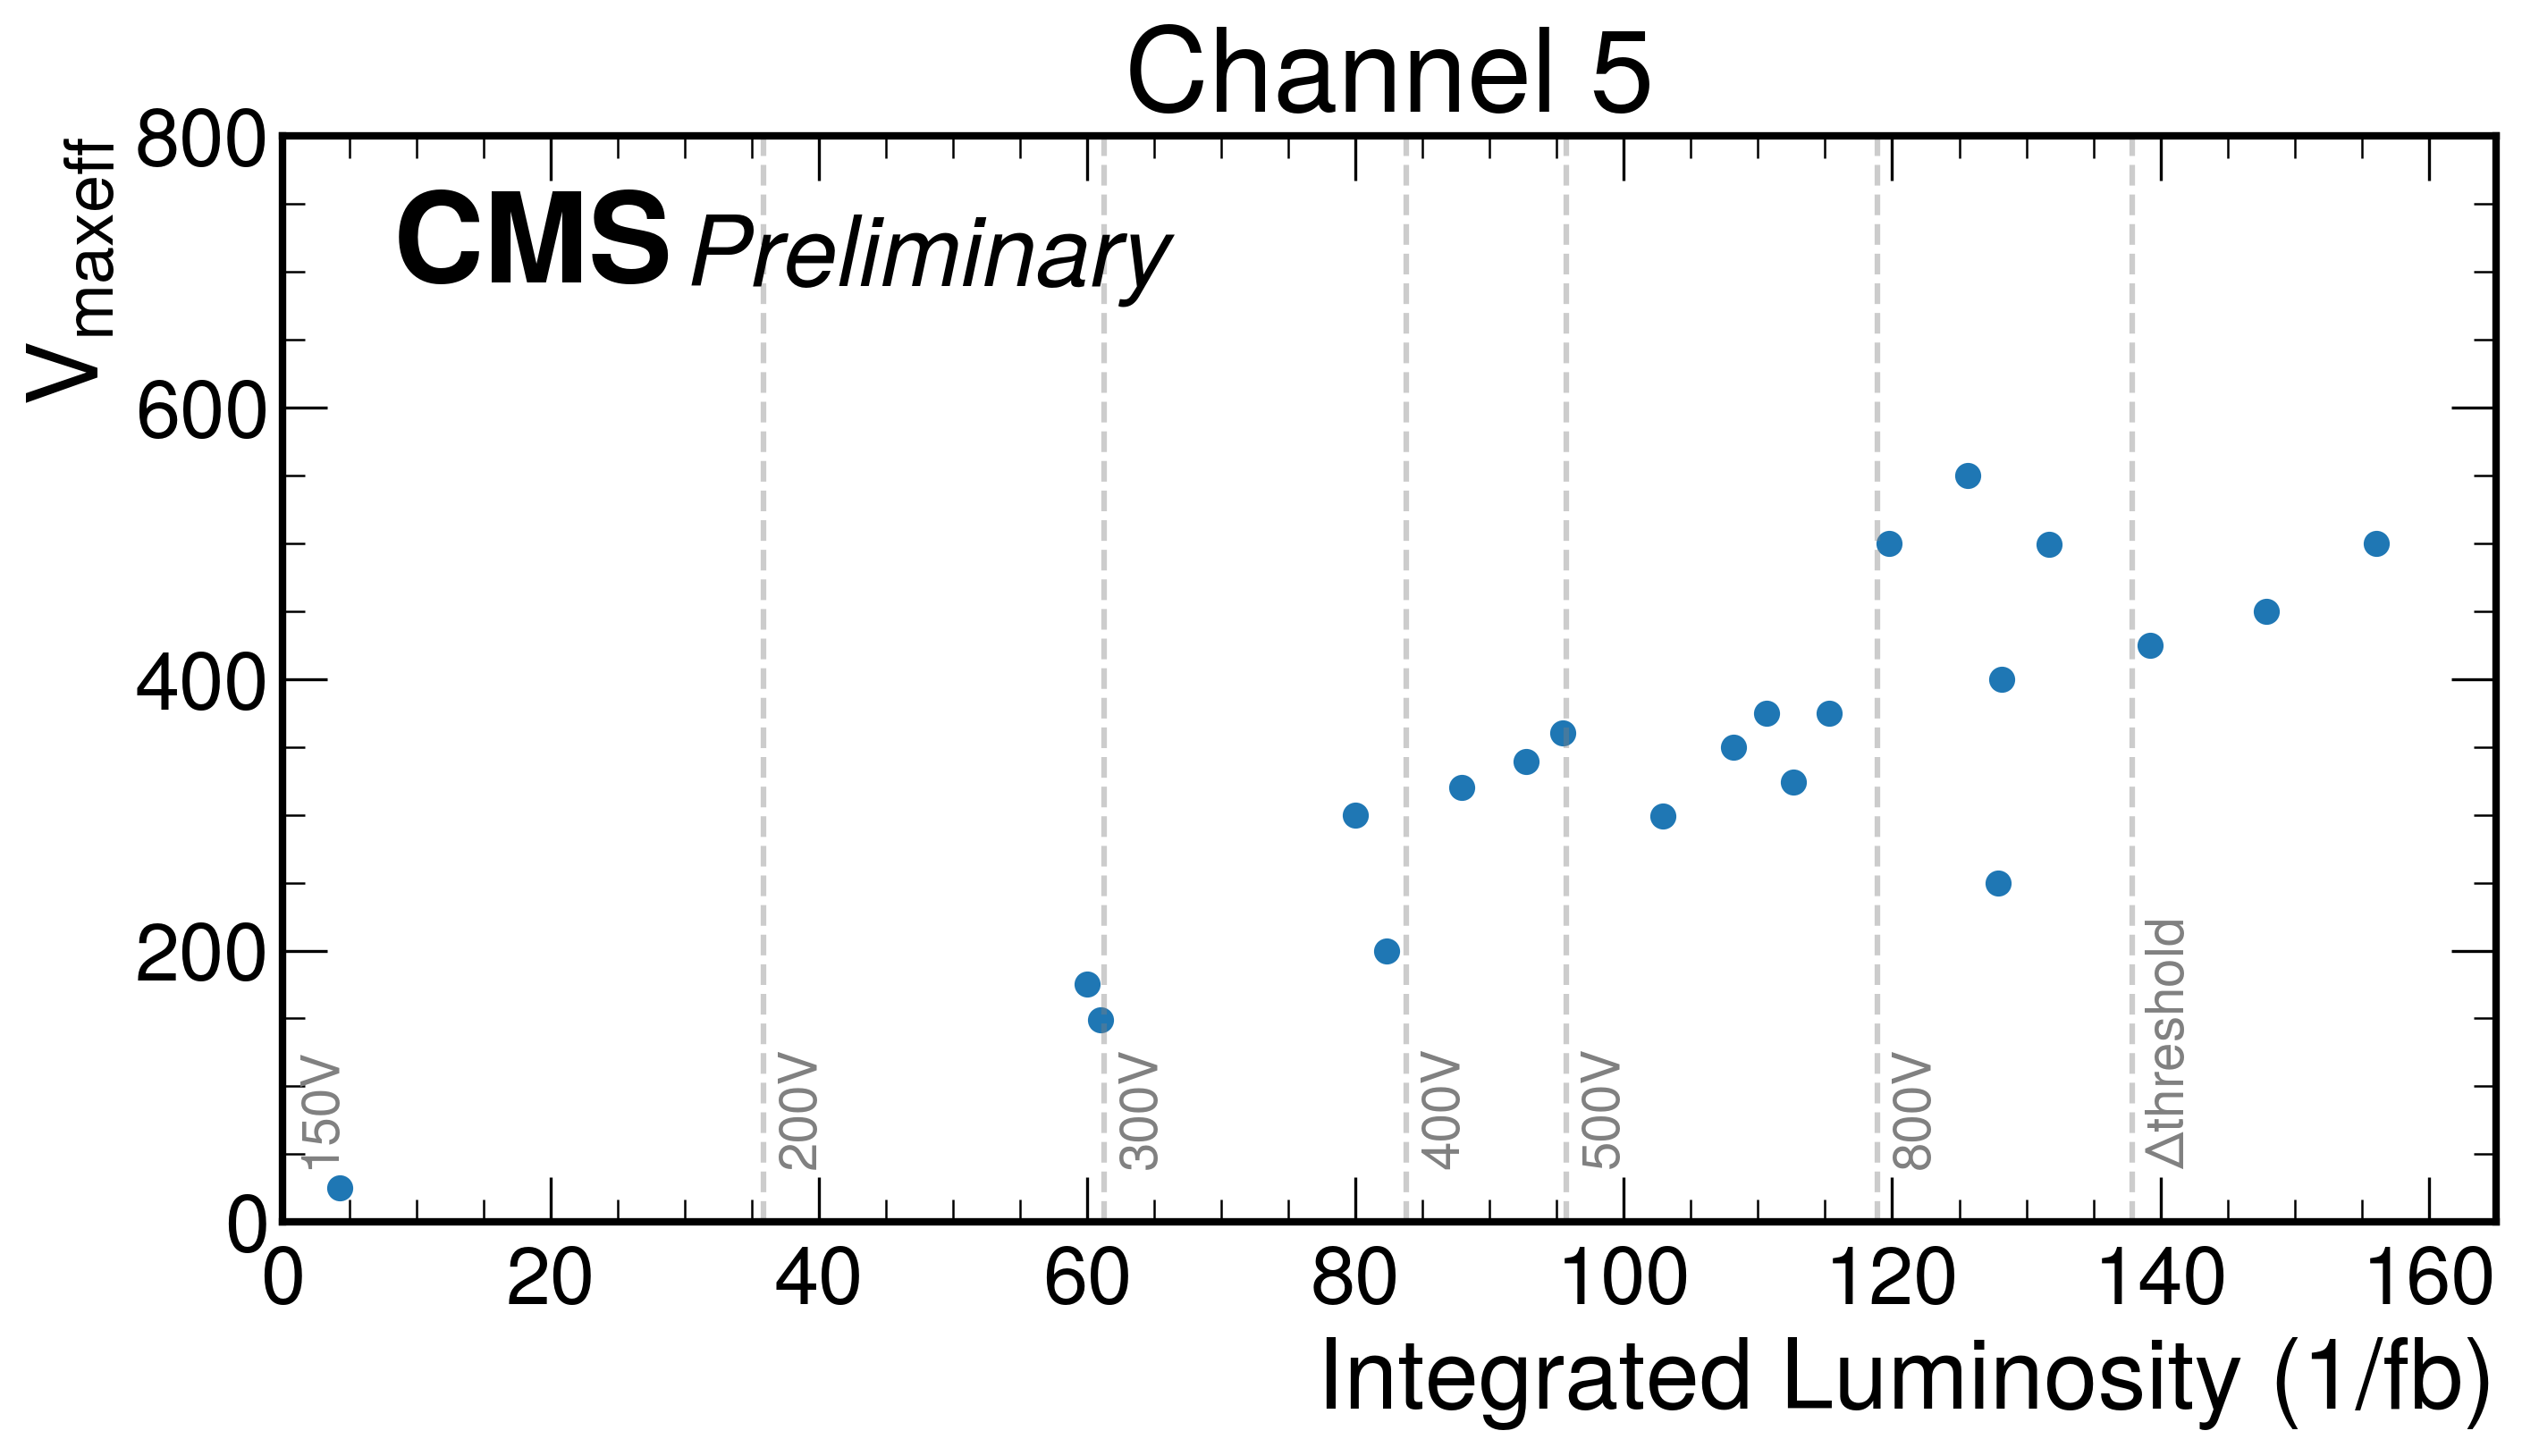 Channel 5
CMS Preliminary
V_maxeff
800
600
400
200
0
150V
200V
300V
400V
500V
800V
Δthreshold
0 20 40 60 80 100 120 140 160
Integrated Luminosity (1/fb)